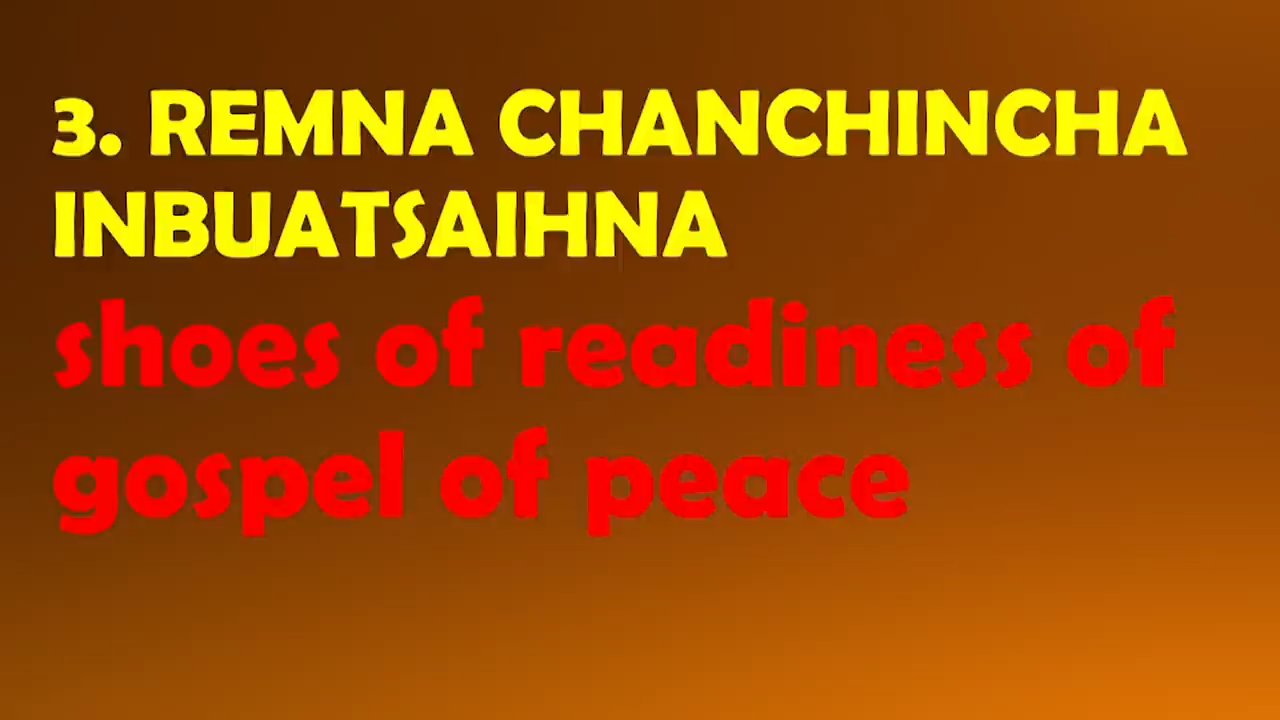 3. REMNA CHANCHINCHA
INBUATSAIHNA
shoes of readiness of
gospel of peace